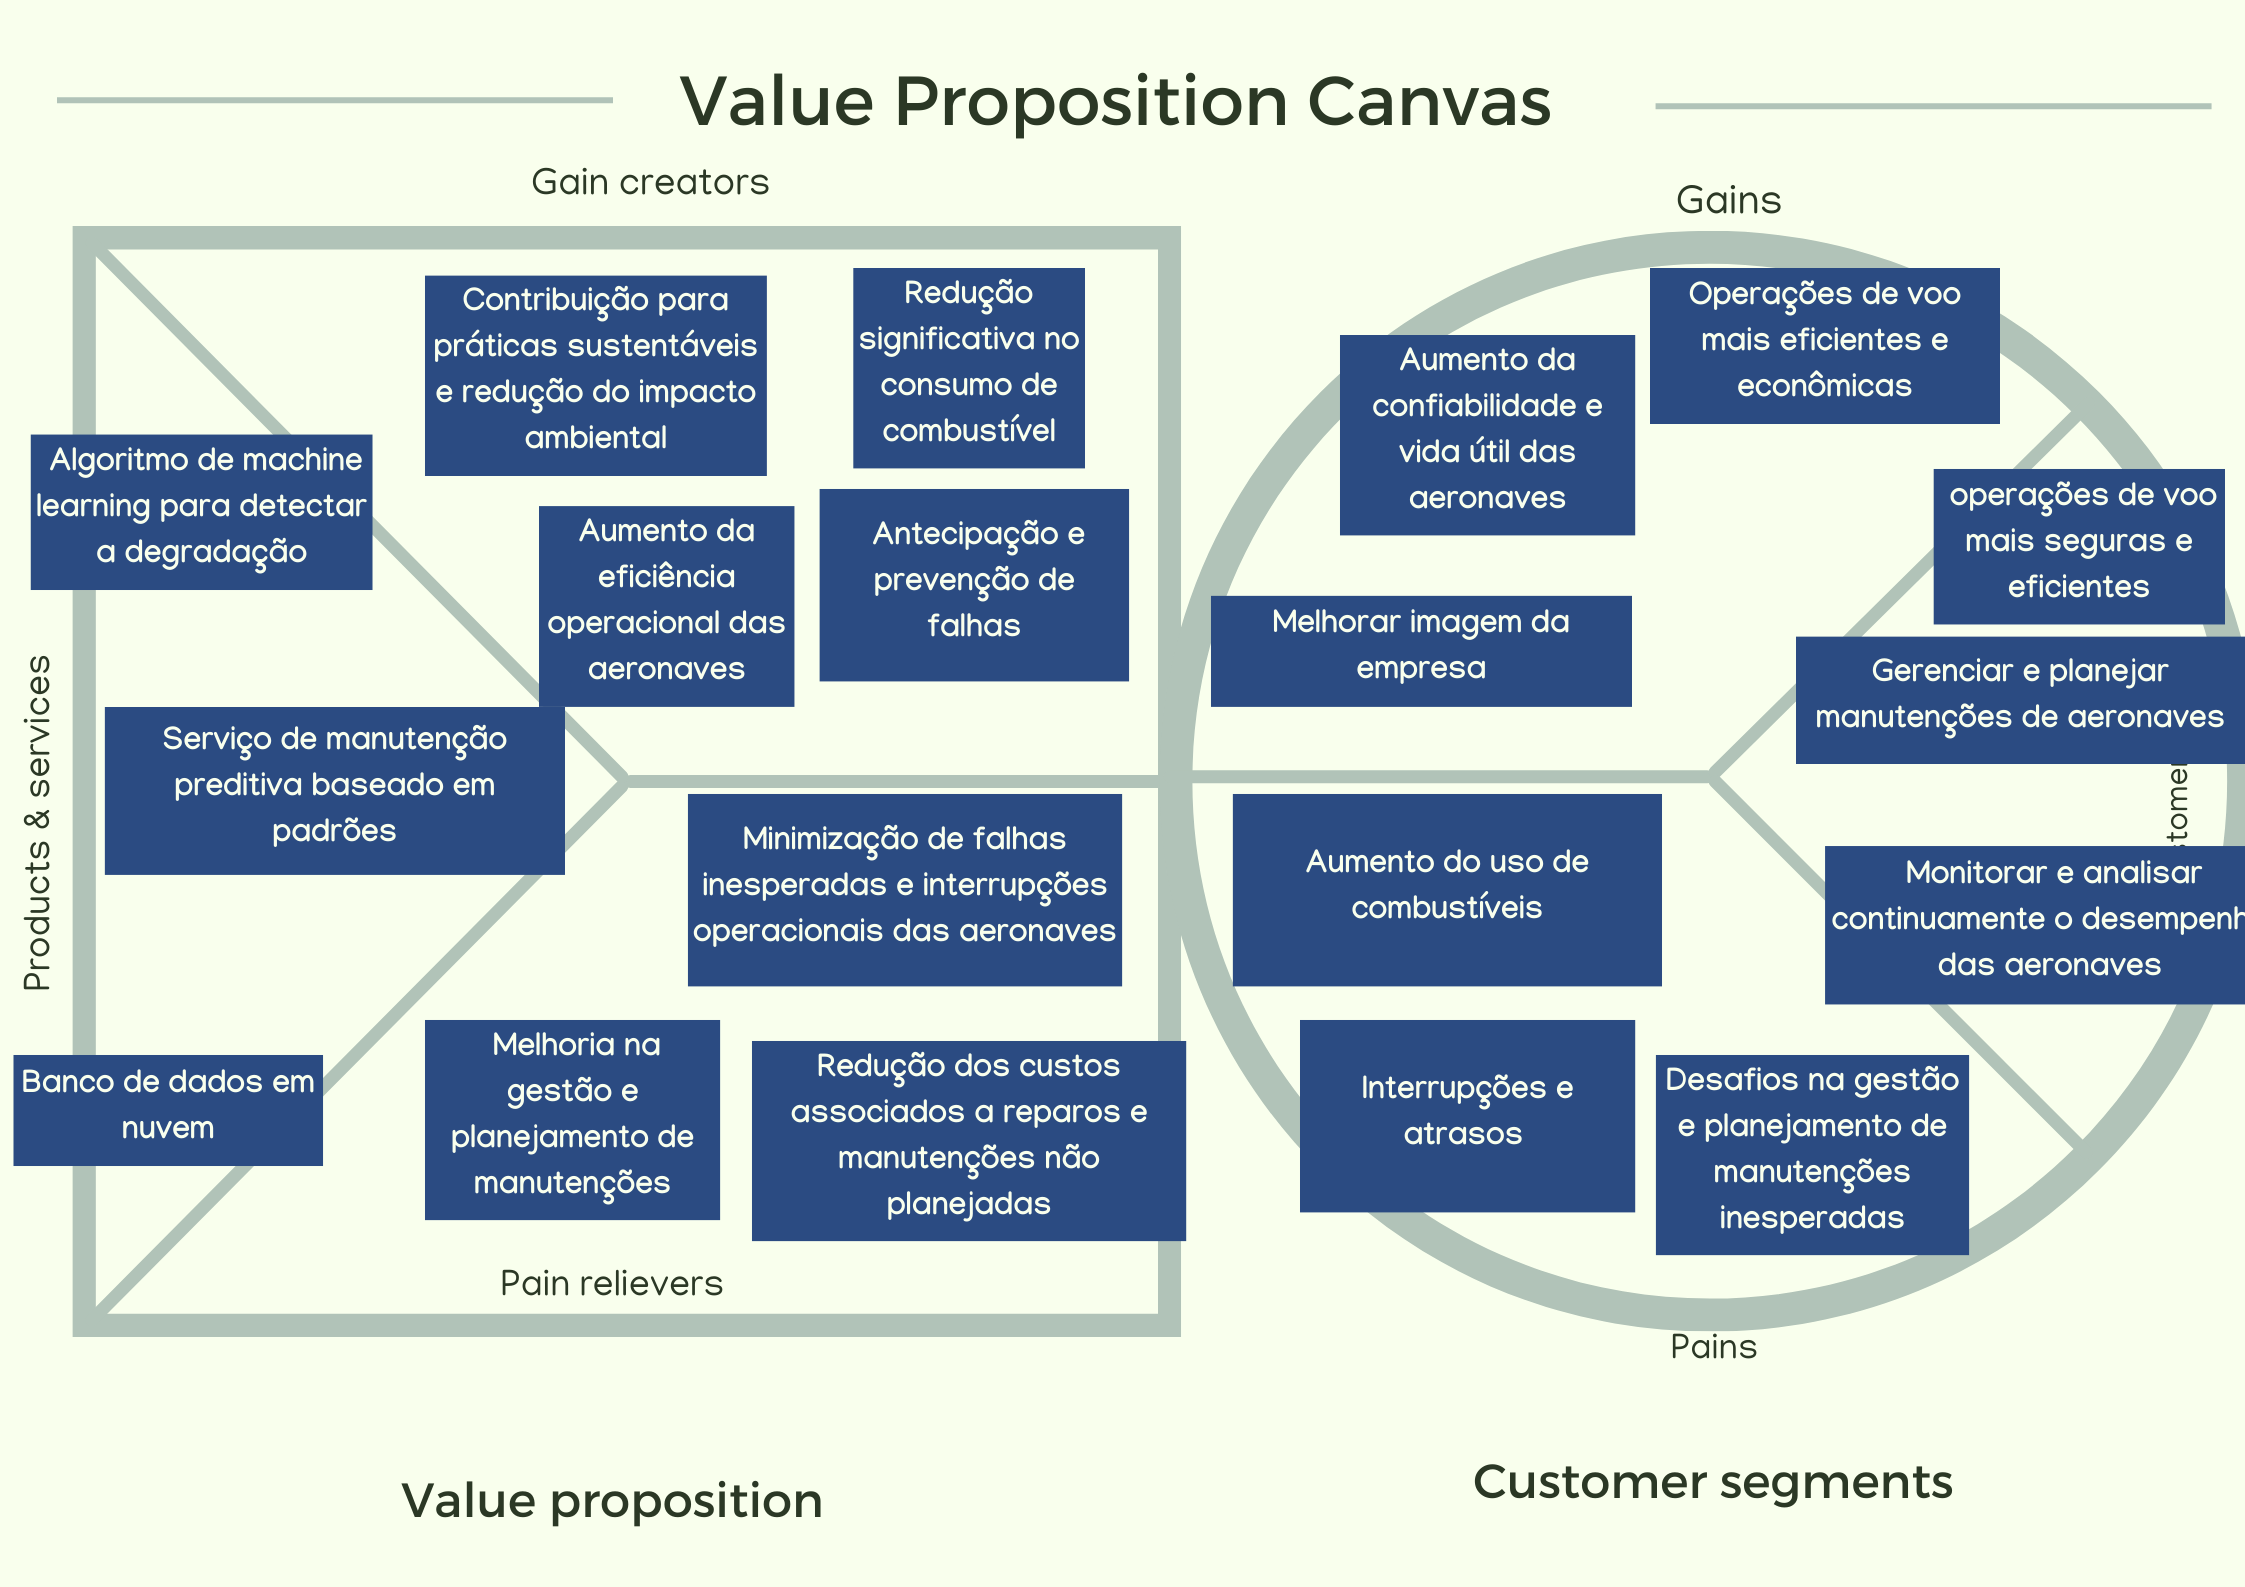 Value Proposition Canvas
Gain creators
Contribuição para
práticas sustentáveis
e redução do impacto
ambiental
Redução
significativa no
consumo de
combustível
Aumento da
eficiência
operacional das
aeronaves
Antecipação e
prevenção de
falhas
Products & services
Algoritmo de machine
learning para detectar
a degradação
Serviço de manutenção
preditiva baseado em
padrões
Banco de dados em
nuvem
Minimização de falhas
inesperadas e interrupções
operacionais das aeronaves
Melhoria na
gestão e
planejamento de
manutenções
Redução dos custos
associados a reparos e
manutenções não
planejadas
Pain relievers
Value proposition
Gains
Operações de voo
mais eficientes e
econômicas
Aumento da
confiabilidade e
vida útil das
aeronaves
Melhorar imagem da
empresa
operações de voo
mais seguras e
eficientes
Gerenciar e planejar
manutenções de aeronaves
Monitorar e analisar
continuamente o desempenh
das aeronaves
Aumento do uso de
combustíveis
Interrupções e
atrasos
Desafios na gestão
e planejamento de
manutenções
inesperadas
Pains
Customer segments